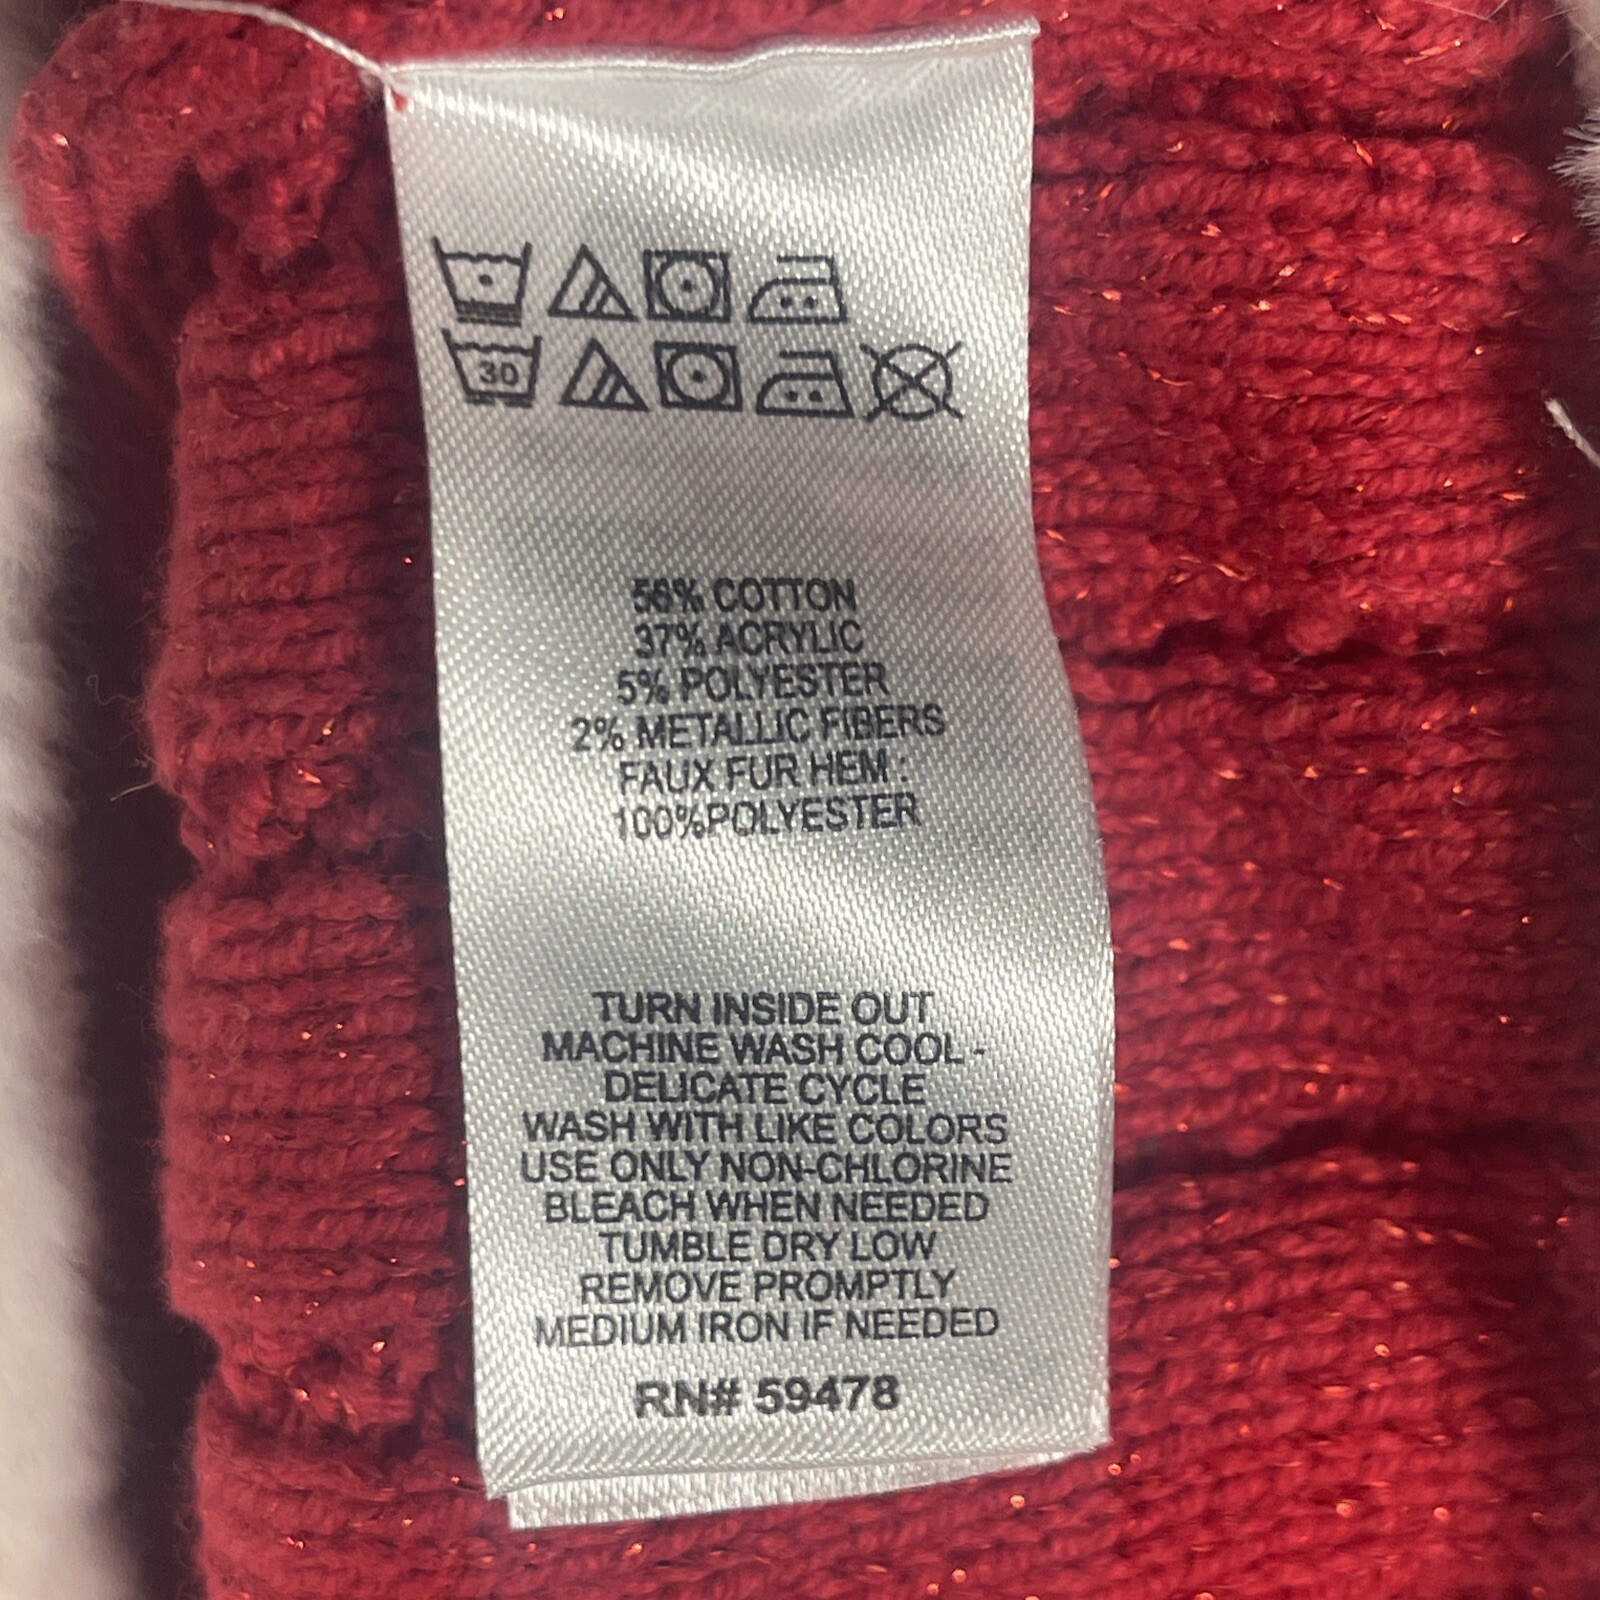 30
56% COTTON
37% ACRYLIC
5% POLYESTER
2% METALLIC FIBERS
FAUX FUR HEM :
100%POLYESTER
TURN INSIDE OUT
MACHINE WASH COOL -
DELICATE CYCLE
WASH WITH LIKE COLORS
USE ONLY NON-CHLORINE
BLEACH WHEN NEEDED
TUMBLE DRY LOW
REMOVE PROMPTLY
MEDIUM IRON IF NEEDED
RN# 59478